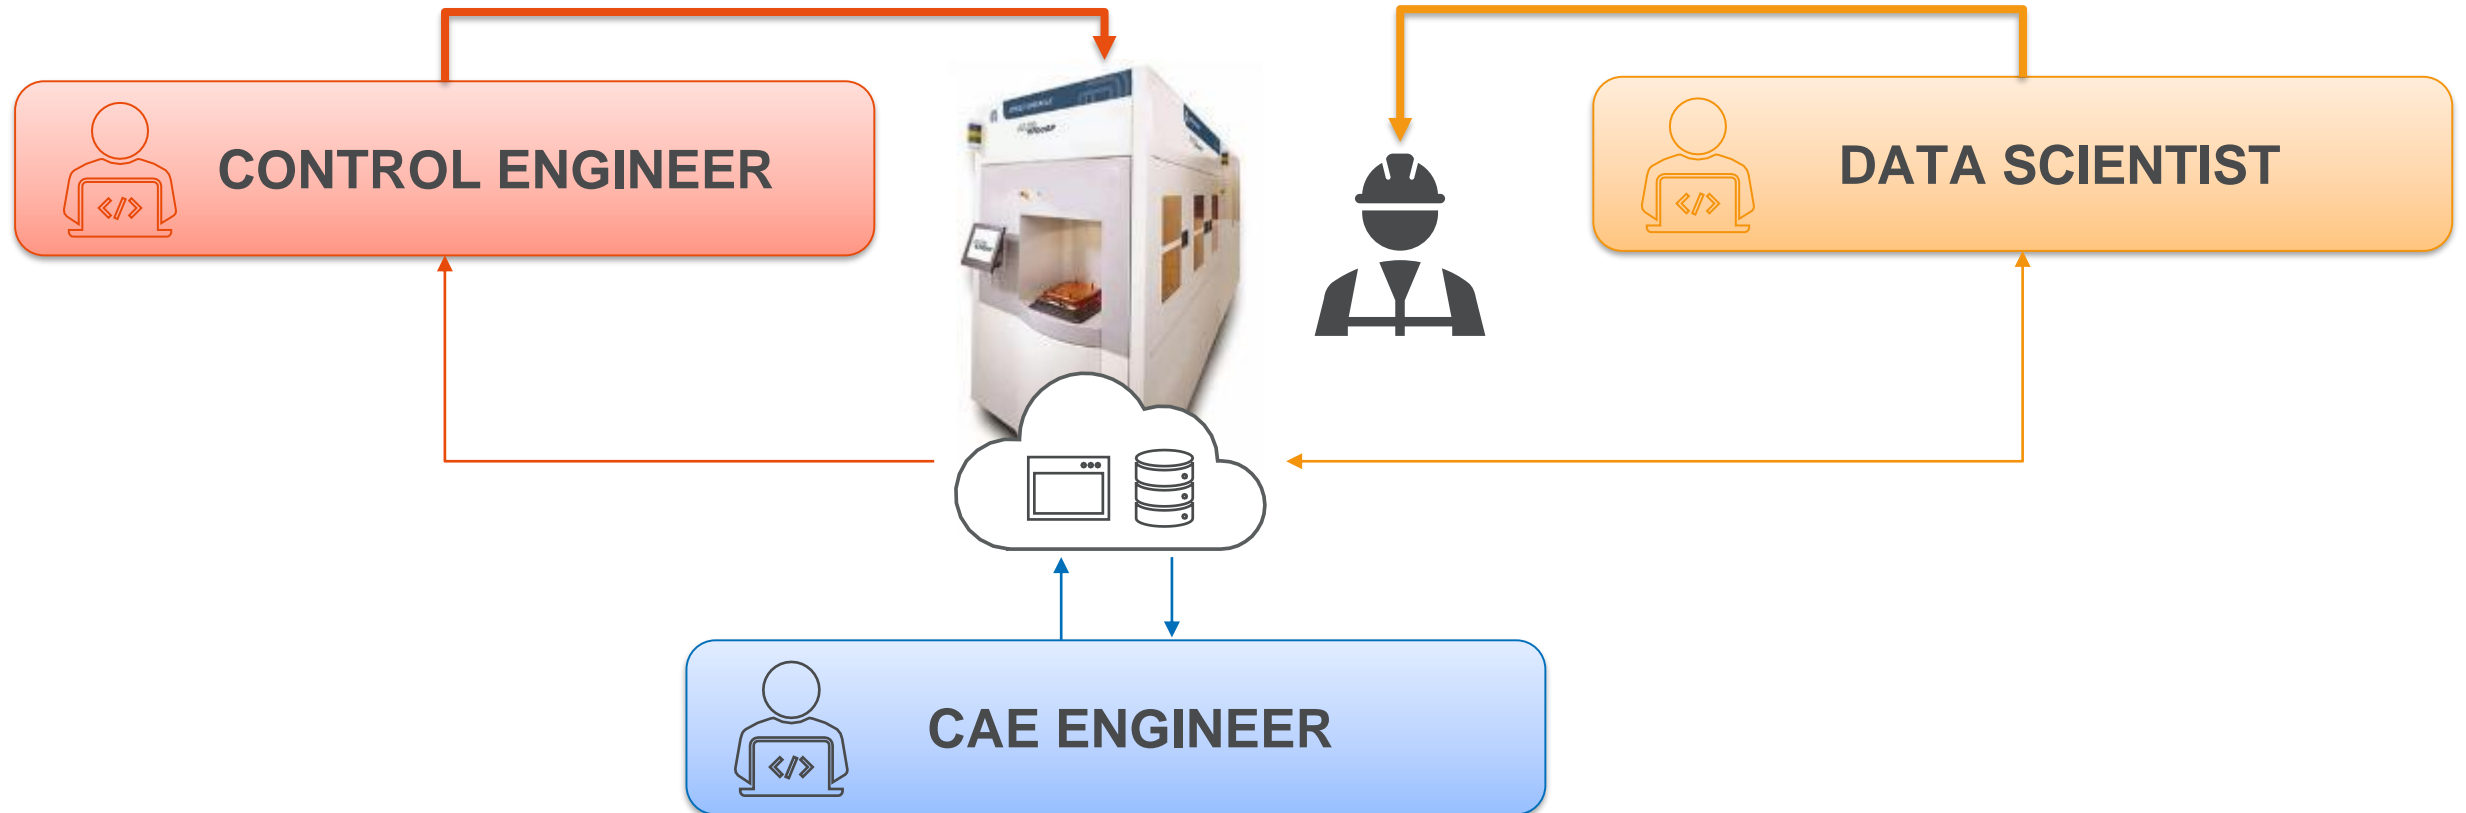 CONTROL ENGINEER
DATA SCIENTIST
</>
</>
</>
CAE ENGINEER